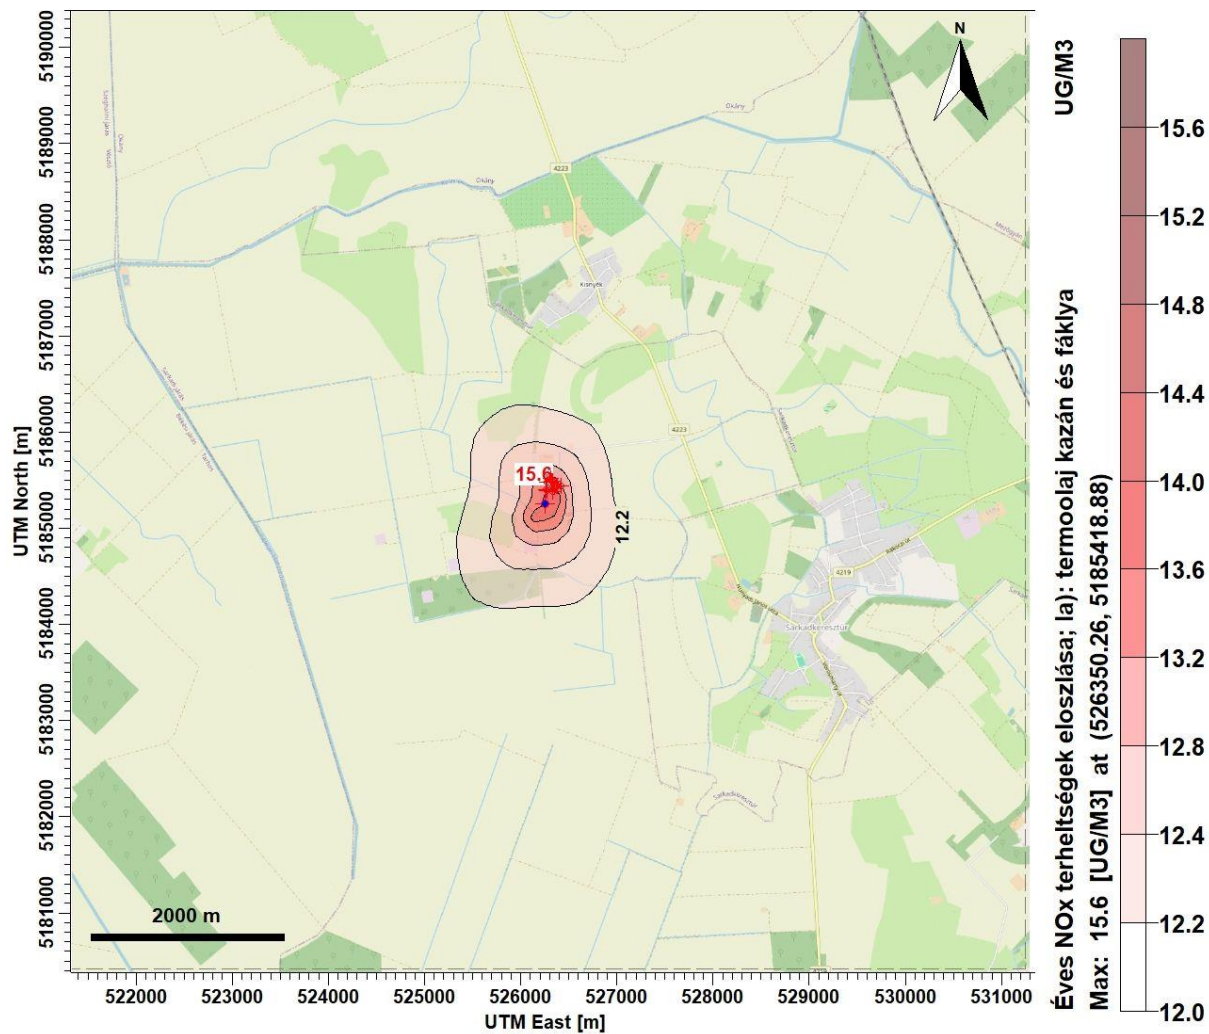 UTM North [m]
5190000
5189000
5188000
5187000
5186000
5185000
5184000
5183000
5182000
5181000
N
Okány
Okány
4223
Okány
Kisnyék
4223
15.6
12.2
4219
Sarkadkeresztúr
Sarkadkeresztúr
2000 m
522000
523000
524000
525000
526000
527000
528000
529000
530000
531000
UTM East [m]
Éves NOx terheltségek eloszlása; Ia): termoolaj kazán és fáklya
UG/M3
Max: 15.6 [UG/M3] at (526350.26, 5185418.88)
15.6
15.2
14.8
14.4
14.0
13.6
13.2
12.8
12.4
12.2
12.0